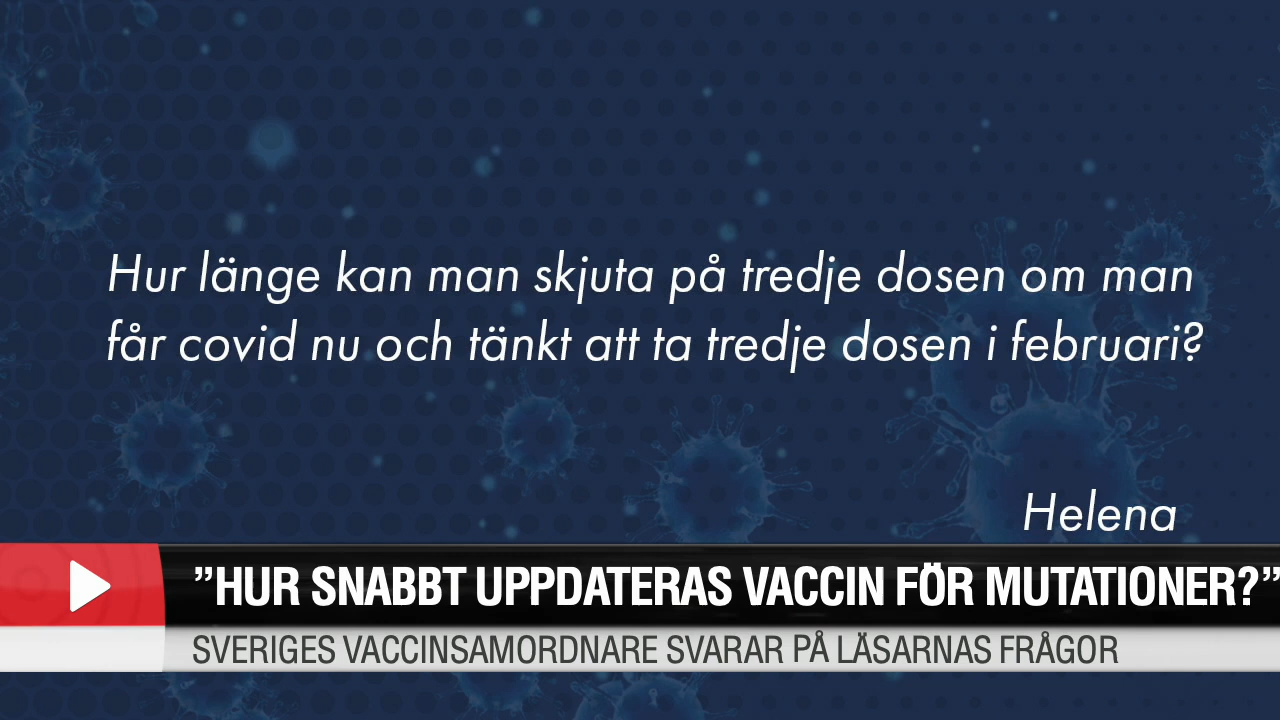 Hur länge kan man skjuta på tredje dosen om man
får covid nu och tänkt att ta tredje dosen i februari?
Helena
”HUR SNABBT UPPDATERAS VACCIN FÖR MUTATIONER?”
SVERIGES VACCINSAMORDNARE SVARAR PÅ LÄSARNAS FRÅGOR